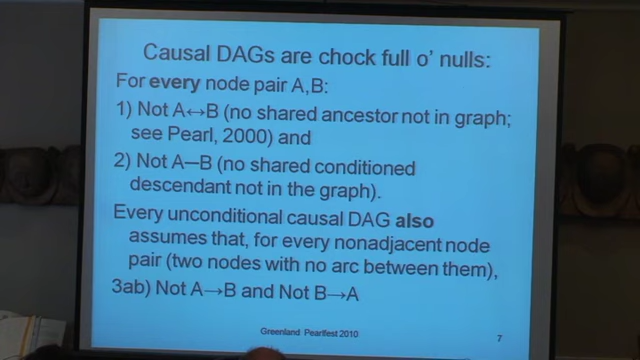 Causal DAGs are chock full o' nulls:
For every node pair A,B:
1) Not A↔B (no shared ancestor not in graph;
see Pearl, 2000) and
2) Not A—B (no shared conditioned
descendant not in the graph).
Every unconditional causal DAG also
assumes that, for every nonadjacent node
pair (two nodes with no arc between them),
3ab) Not A→B and Not B→A
Greenland Pearlfest 2010
7